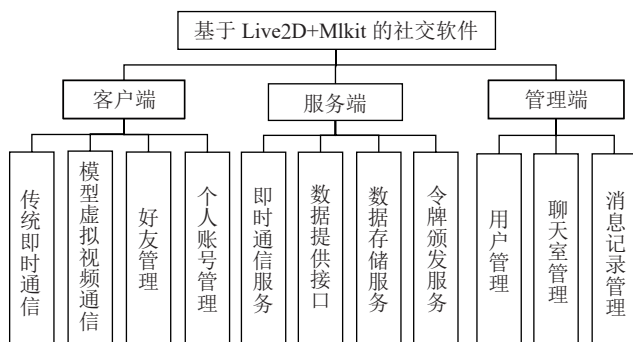 基于 Live2D+Mlkit 的社交软件
客户端
服务端
管理端
传统即时通信
模型虚拟视频通信
好友管理
个人账号管理
即时通信服务
数据提供接口
数据存储服务
令牌颁发服务
用户管理
聊天室管理
消息记录管理